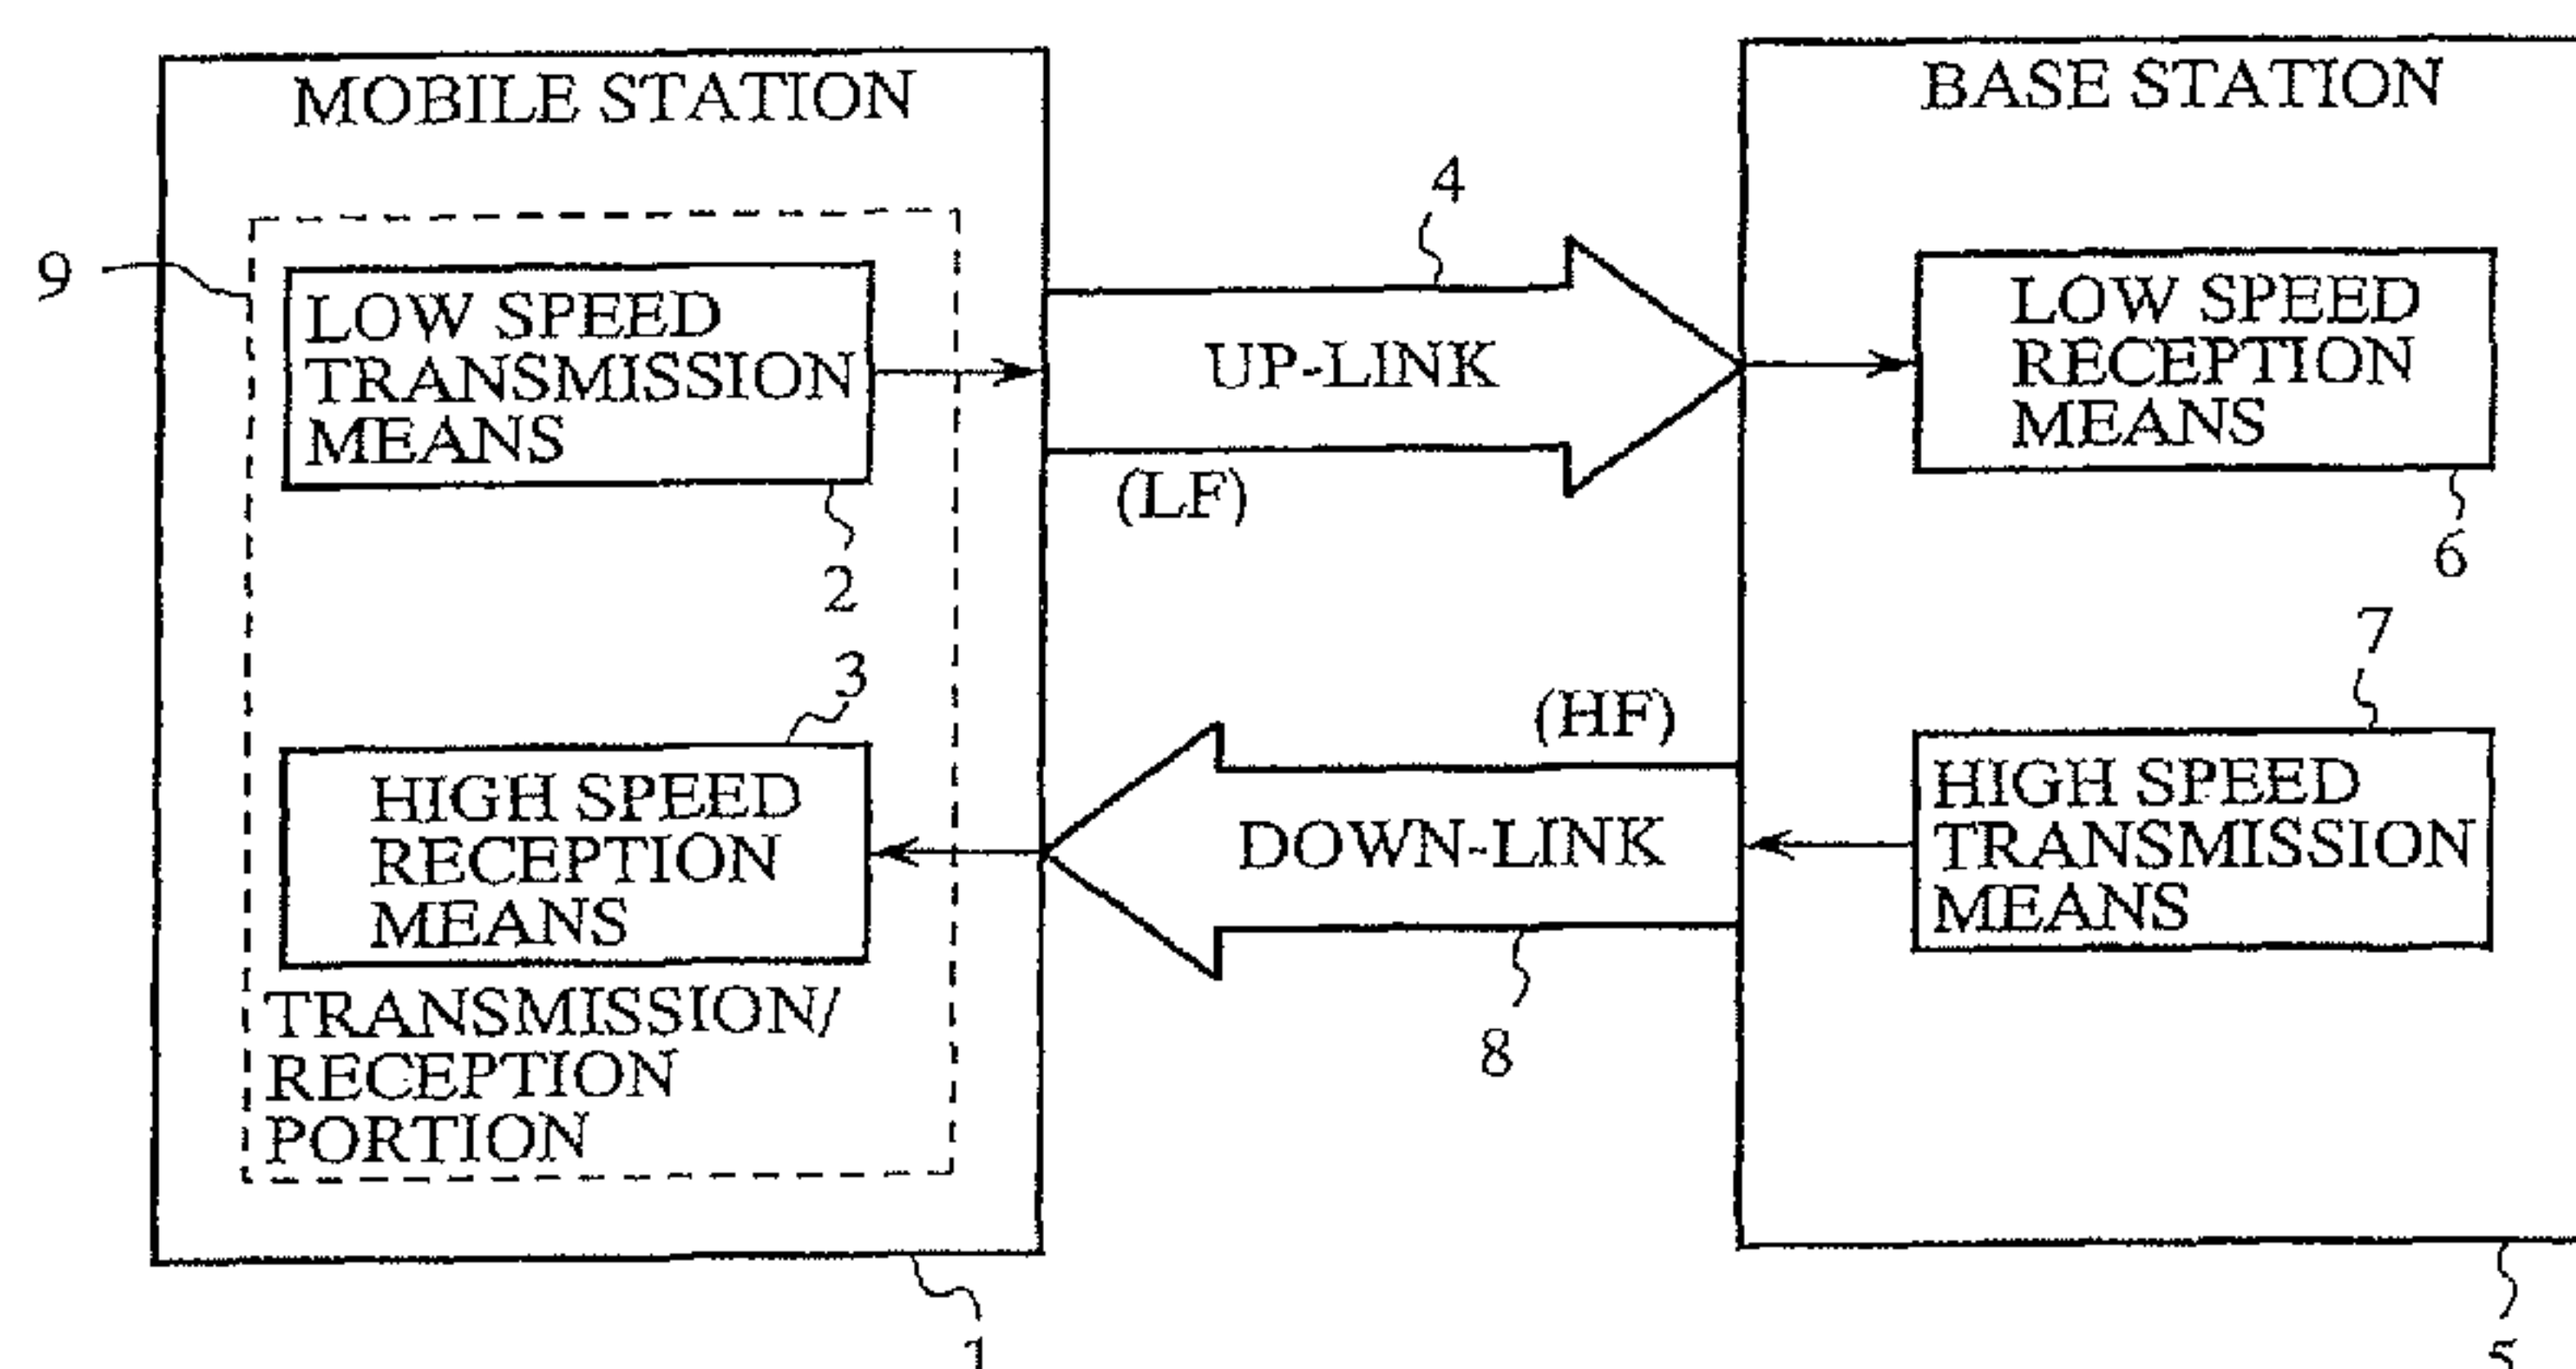 MOBILE STATION
BASE STATION
4
9
LOW SPEED
TRANSMISSION
MEANS
UP-LINK
LOW SPEED
RECEPTION
MEANS
(LF)
2
6
3
7
(HF)
HIGH SPEED
RECEPTION
MEANS
DOWN-LINK
HIGH SPEED
TRANSMISSION
MEANS
TRANSMISSION/
RECEPTION
PORTION
8
1
5